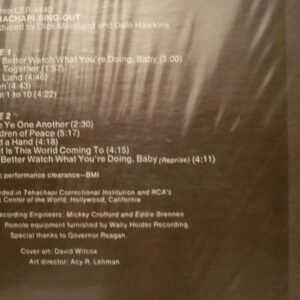 reo LSP-4440
HACHAPI SING-OUT
duced by Dick Moreland and Dale Hawkins
E 1
Better Watch What You're Doing, Baby (3:00)
Together (1:57)
Land (4:46)
en (4:43)
m 1 to 10 (4:22)
E 2
e Ye One Another (2:30)
dren of Peace (5:17)
d a Hand (4:18)
at Is This World Coming To (4:15)
Better Watch What You're Doing, Baby (Reprise) (4:11)
c performance clearance—BMI
rded in Tehachapi Correctional Institution and RCA's
Center of the World, Hollywood, California
ecording Engineers: Mickey Crofford and Eddie Brennen
Remote equipment furnished by Wally Heider Recording.
Special thanks to Governor Reagan.
Cover art: David Wilcox
Art director: Acy R. Lehman